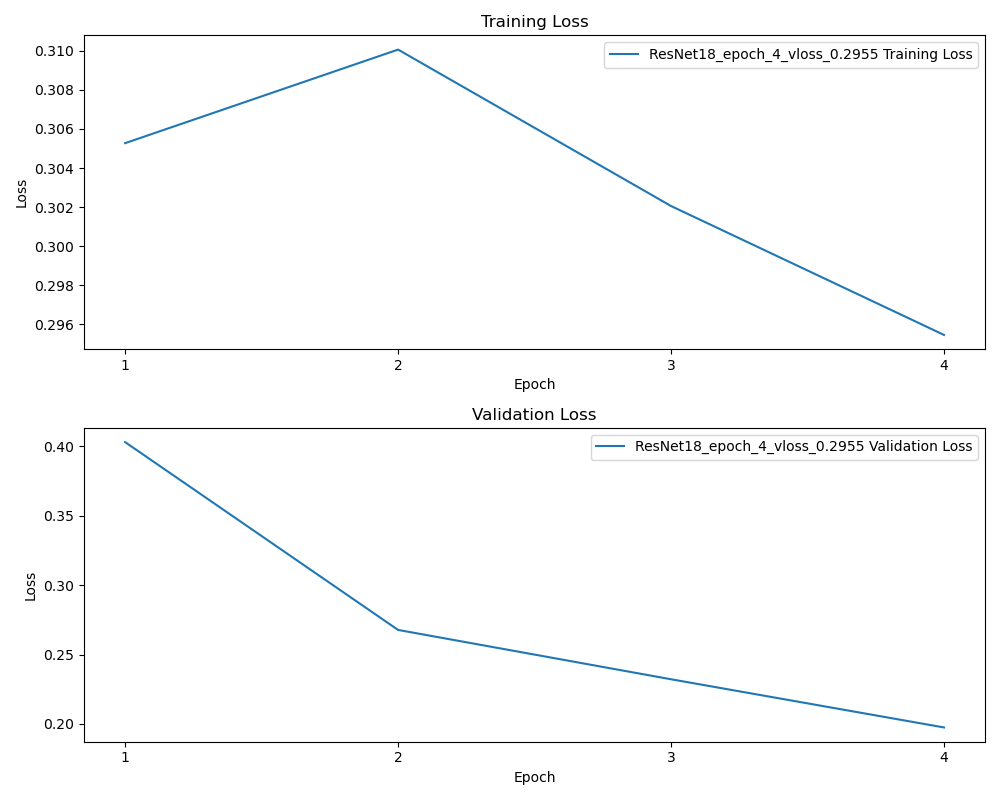 Training Loss
ResNet18_epoch_4_vloss_0.2955 Training Loss
0.310
0.308
0.306
0.304
0.302
0.300
0.298
0.296
Loss
1 2 3 4
Epoch
Validation Loss
ResNet18_epoch_4_vloss_0.2955 Validation Loss
0.40
0.35
0.30
0.25
0.20
Loss
1 2 3 4
Epoch